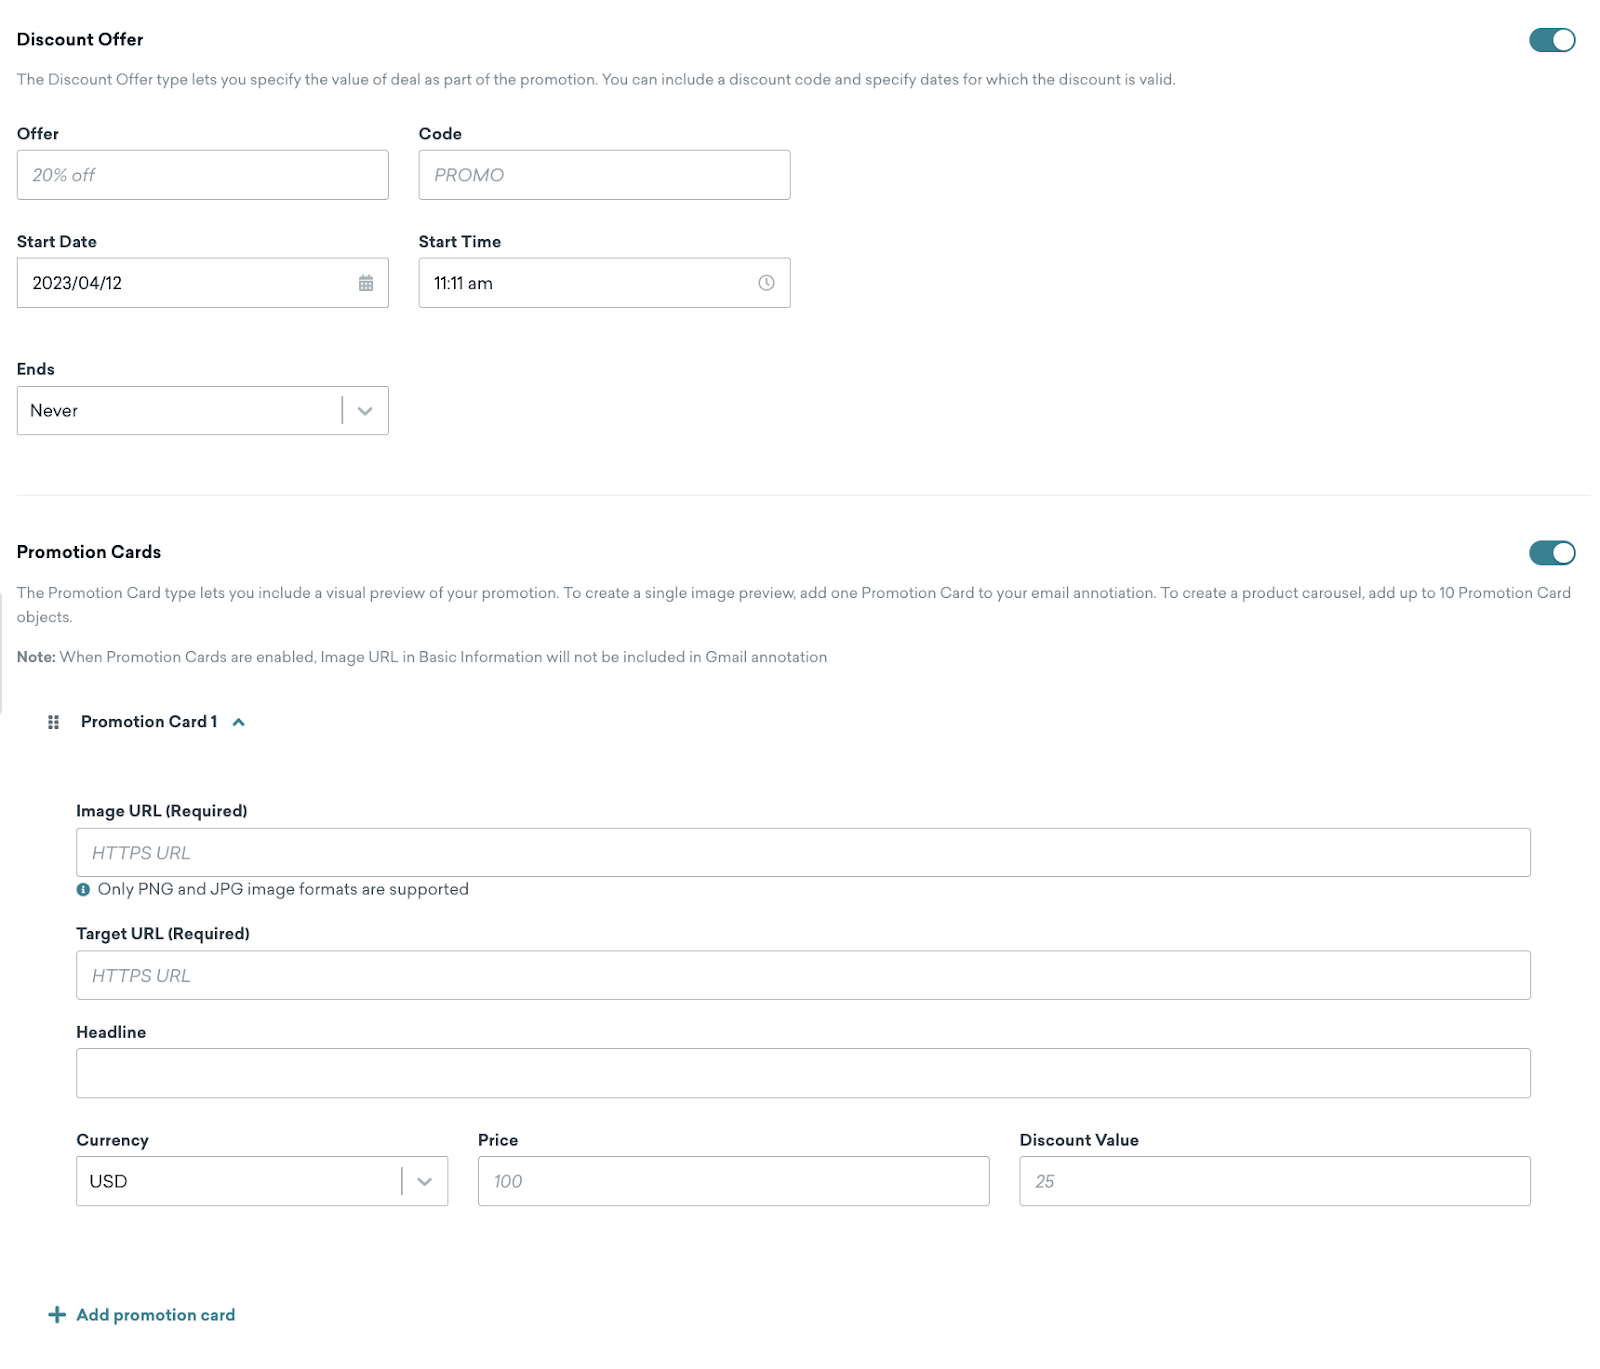 Discount Offer
The Discount Offer type lets you specify the value of deal as part of the promotion. You can include a discount code and specify dates for which the discount is valid.
Offer
Code
20% off
PROMO
Start Date
Start Time
2023/04/12
11:11 am
Ends
Never
Promotion Cards
The Promotion Card type lets you include a visual preview of your promotion. To create a single image preview, add one Promotion Card to your email annotiation. To create a product carousel, add up to 10 Promotion Card
objects.
Note: When Promotion Cards are enabled, Image URL in Basic Information will not be included in Gmail annotation
Promotion Card 1
Image URL (Required)
HTTPS URL
Only PNG and JPG image formats are supported
Target URL (Required)
HTTPS URL
Headline
Currency
Price
Discount Value
USD
100
25
Add promotion card